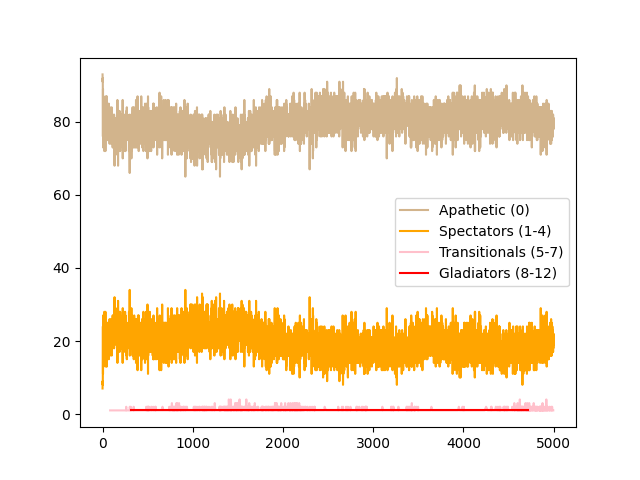 80
60
40
20
0
Apathetic (0)
Spectators (1-4)
Transitionals (5-7)
Gladiators (8-12)
0 1000 2000 3000 4000 5000